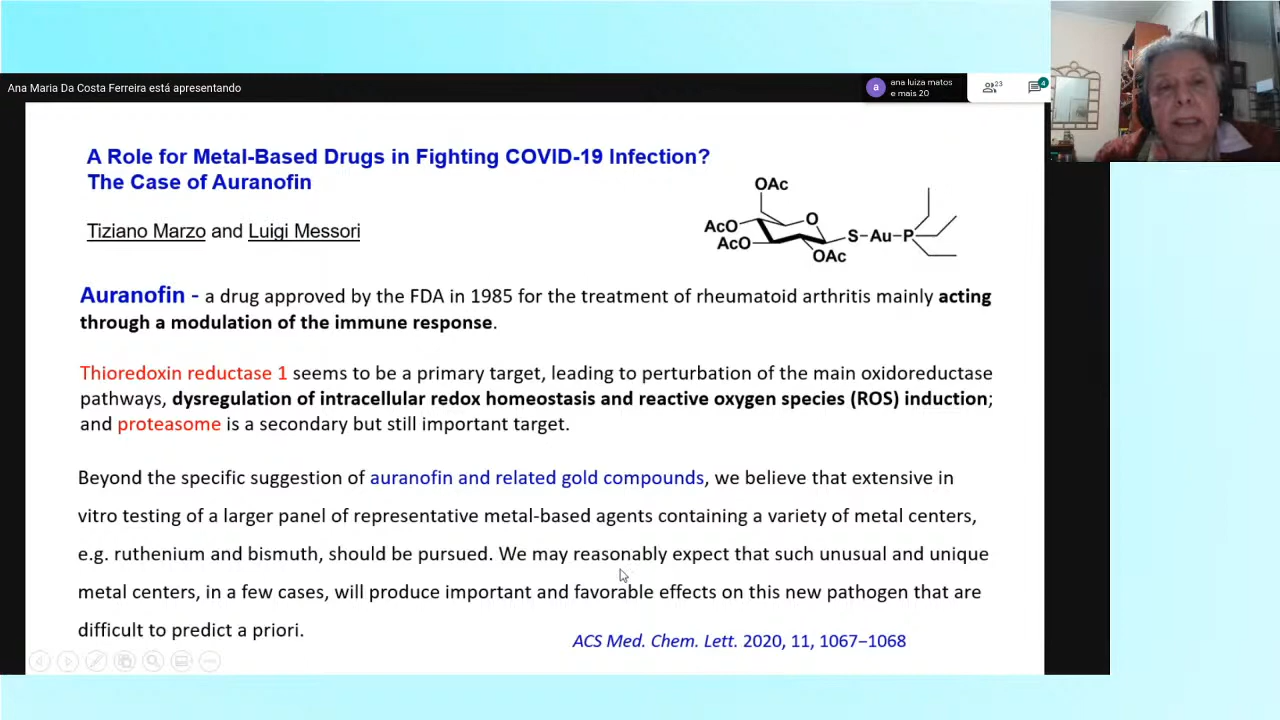 Ana Maria Da Costa Ferreira está apresentando
a
ana luiza matos
e mais 20
23
4
A Role for Metal-Based Drugs in Fighting COVID-19 Infection?
The Case of Auranofin
Tiziano Marzo and Luigi Messori
OAc
AcO
O
AcO
S-Au-P
OAc
Auranofin - a drug approved by the FDA in 1985 for the treatment of rheumatoid arthritis mainly acting
through a modulation of the immune response.
Thioredoxin reductase 1 seems to be a primary target, leading to perturbation of the main oxidoreductase
pathways, dysregulation of intracellular redox homeostasis and reactive oxygen species (ROS) induction;
and proteasome is a secondary but still important target.
Beyond the specific suggestion of auranofin and related gold compounds, we believe that extensive in
vitro testing of a larger panel of representative metal-based agents containing a variety of metal centers,
e.g. ruthenium and bismuth, should be pursued. We may reasonably expect that such unusual and unique
metal centers, in a few cases, will produce important and favorable effects on this new pathogen that are
difficult to predict a priori.
ACS Med. Chem. Lett. 2020, 11, 1067−1068